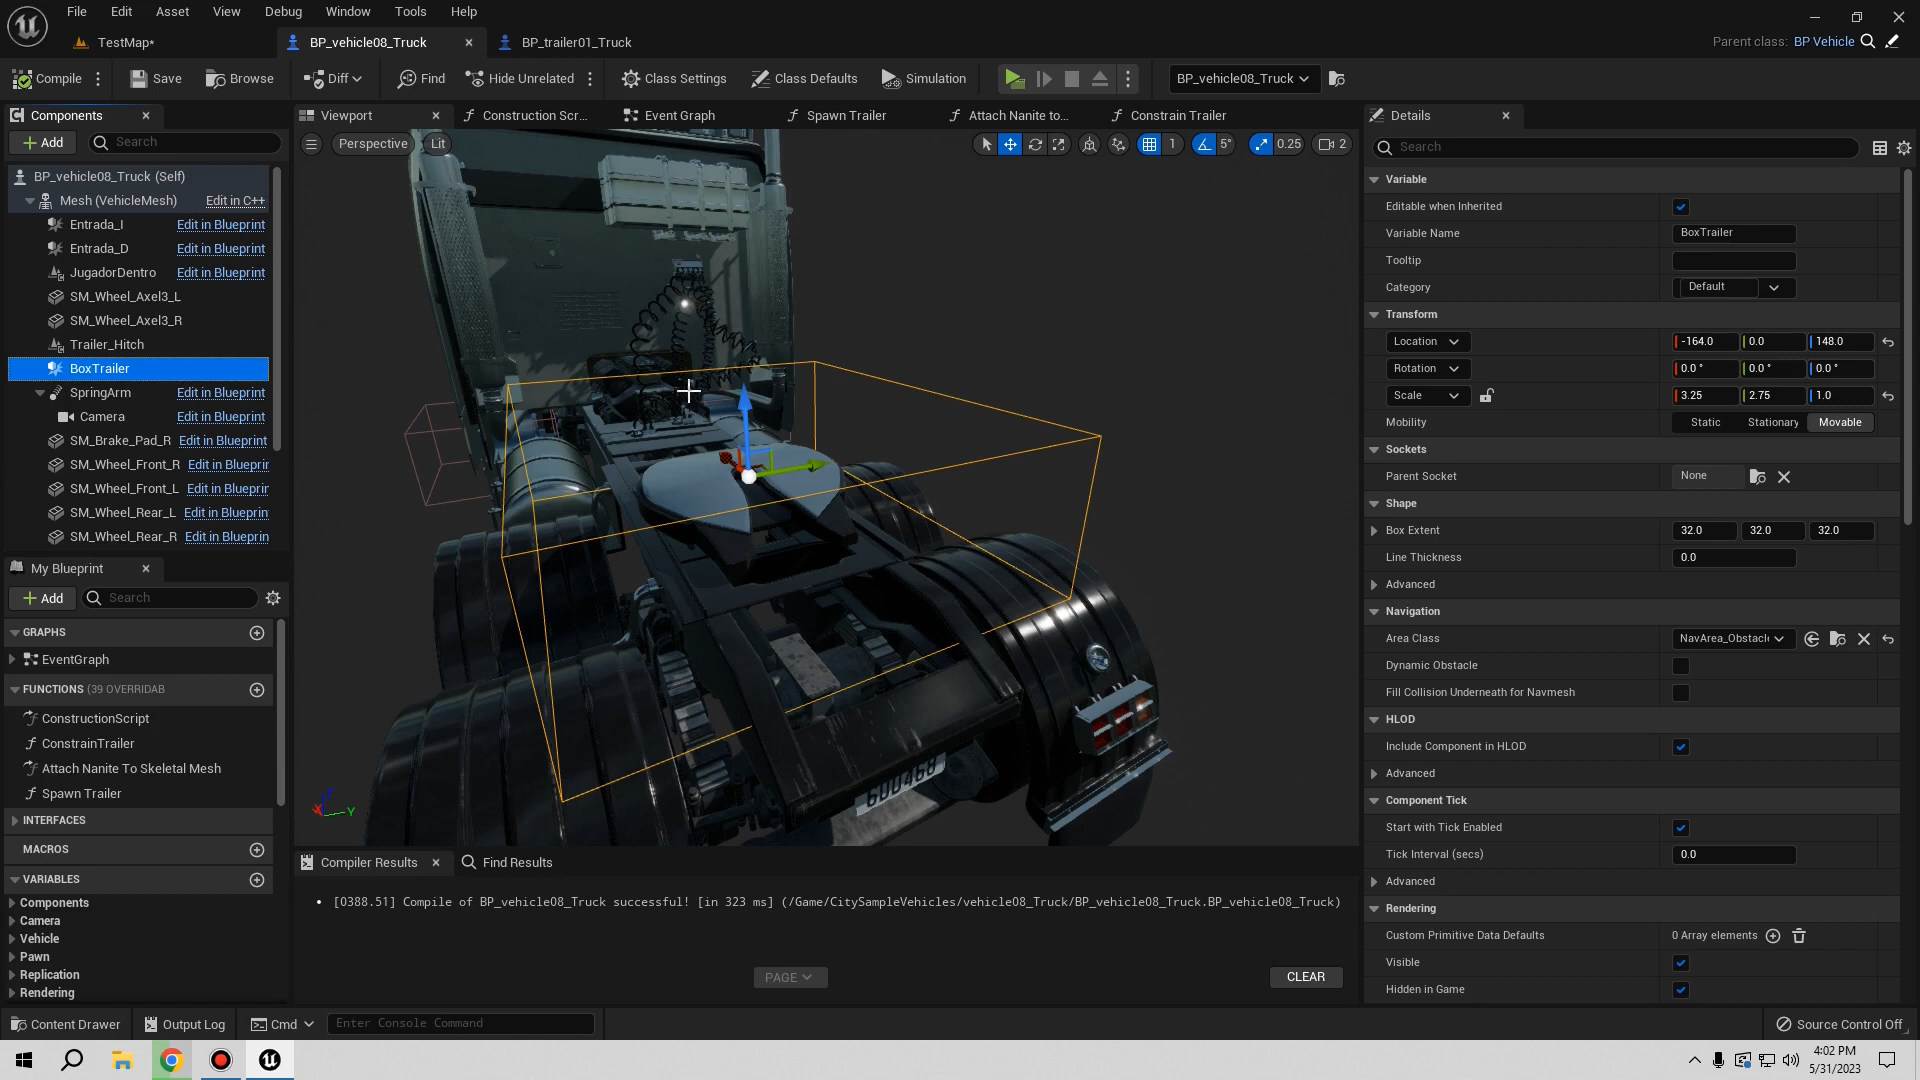 File Edit Asset View Debug Window Tools Help
TestMap*
BP_vehicle08_Truck
BP_trailer01_Truck
Parent class: BP Vehicle
Compile
Save
Browse
Diff
Find
Hide Unrelated
Class Settings
Class Defaults
Simulation
BP_vehicle08_Truck
Components
Add
Search
BP_vehicle08_Truck (Self)
Mesh (VehicleMesh) Edit in C++
Entrada_I Edit in Blueprint
Entrada_D Edit in Blueprint
JugadorDentro Edit in Blueprint
SM_Wheel_Axel3_L
SM_Wheel_Axel3_R
Trailer_Hitch
BoxTrailer
SpringArm Edit in Blueprint
Camera Edit in Blueprint
SM_Brake_Pad_R Edit in Blueprint
SM_Wheel_Front_R Edit in Blueprir
SM_Wheel_Front_L Edit in Blueprin
SM_Wheel_Rear_L Edit in Blueprin
SM_Wheel_Rear_R Edit in Blueprin
My Blueprint
Add
Search
GRAPHS
EventGraph
FUNCTIONS (39 OVERRIDAB
ConstructionScript
ConstrainTrailer
Attach Nanite To Skeletal Mesh
Spawn Trailer
INTERFACES
MACROS
VARIABLES
Components
Camera
Vehicle
Pawn
Replication
Rendering
Viewport
Construction Scr...
Event Graph
Spawn Trailer
Attach Nanite to...
Constrain Trailer
Perspective
Lit
1
5°
0.25
2
600468
X
Z
Y
Compiler Results
Find Results
• [0388.51] Compile of BP_vehicle08_Truck successful! [in 323 ms] (/Game/CitySampleVehicles/vehicle08_Truck/BP_vehicle08_Truck.BP_vehicle08_Truck)
PAGE
CLEAR
Details
Search
Variable
Editable when Inherited
Variable Name BoxTrailer
Tooltip
Category Default
Transform
Location -164.0 0.0 148.0
Rotation 0.0 ° 0.0 ° 0.0 °
Scale 3.25 2.75 1.0
Mobility Static Stationary Movable
Sockets
Parent Socket None
Shape
Box Extent 32.0 32.0 32.0
Line Thickness 0.0
Advanced
Navigation
Area Class NavArea_Obstacl
Dynamic Obstacle
Fill Collision Underneath for Navmesh
HLOD
Include Component in HLOD
Advanced
Component Tick
Start with Tick Enabled
Tick Interval (secs) 0.0
Advanced
Rendering
Custom Primitive Data Defaults 0 Array elements
Visible
Hidden in Game
Content Drawer
Output Log
Cmd
Enter Console Command
Source Control Off
4:02 PM
5/31/2023